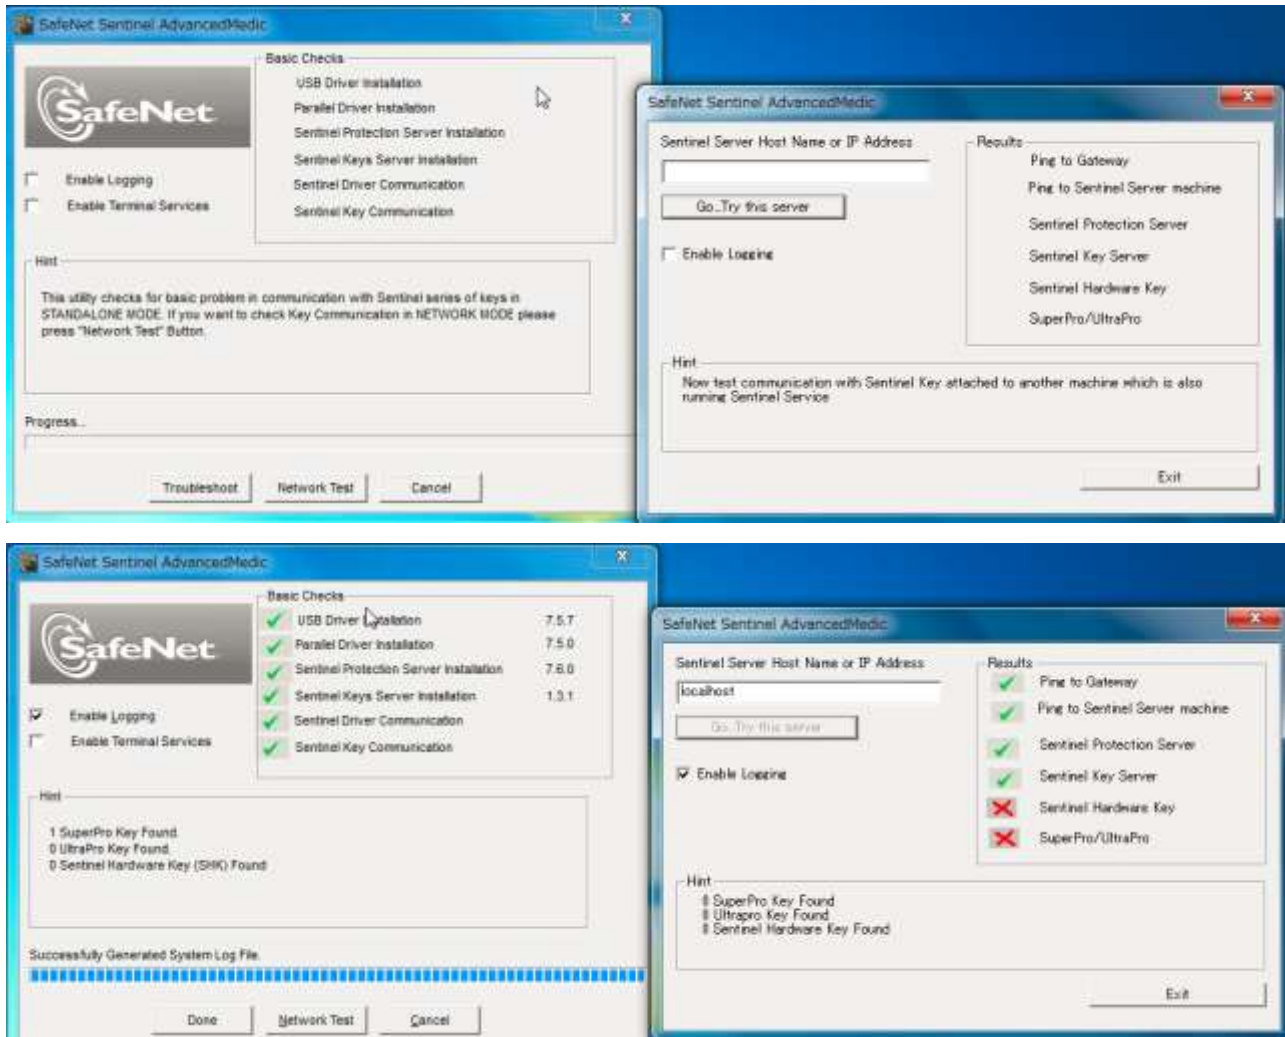 SafeNet Sentinel AdvancedMedic
SafeNet
Enable Logging
Enable Terminal Services
Basic Checks
USB Driver Installation
Parallel Driver Installation
Sentinel Protection Server Installation
Sentinel Keys Server Installation
Sentinel Driver Communication
Sentinel Key Communication
Hint
This utility checks for basic problem in communication with Sentinel series of keys in
STANDALONE MODE. If you want to check Key Communication in NETWORK MODE please
press "Network Test" Button.
Progress...
Troubleshoot Network Test Cancel
SafeNet Sentinel AdvancedMedic
Sentinel Server Host Name or IP Address
Go..Try this server
Enable Logging
Results
Ping to Gateway
Ping to Sentinel Server machine
Sentinel Protection Server
Sentinel Key Server
Sentinel Hardware Key
SuperPro/UltraPro
Hint
Now test communication with Sentinel Key attached to another machine which is also
running Sentinel Service
Exit
SafeNet Sentinel AdvancedMedic
SafeNet
Enable Logging
Enable Terminal Services
Basic Checks
USB Driver Installation 7.5.7
Parallel Driver Installation 7.5.0
Sentinel Protection Server Installation 7.6.0
Sentinel Keys Server Installation 1.3.1
Sentinel Driver Communication
Sentinel Key Communication
Hint
1 SuperPro Key Found
0 UltraPro Key Found
0 Sentinel Hardware Key (SHK) Found
Successfully Generated System Log File.
Done Network Test Cancel
SafeNet Sentinel AdvancedMedic
Sentinel Server Host Name or IP Address
localhost
Go..Try this server
Enable Logging
Results
Ping to Gateway
Ping to Sentinel Server machine
Sentinel Protection Server
Sentinel Key Server
Sentinel Hardware Key
SuperPro/UltraPro
Hint
0 SuperPro Key Found
0 Ultrapro Key Found
0 Sentinel Hardware Key Found
Exit